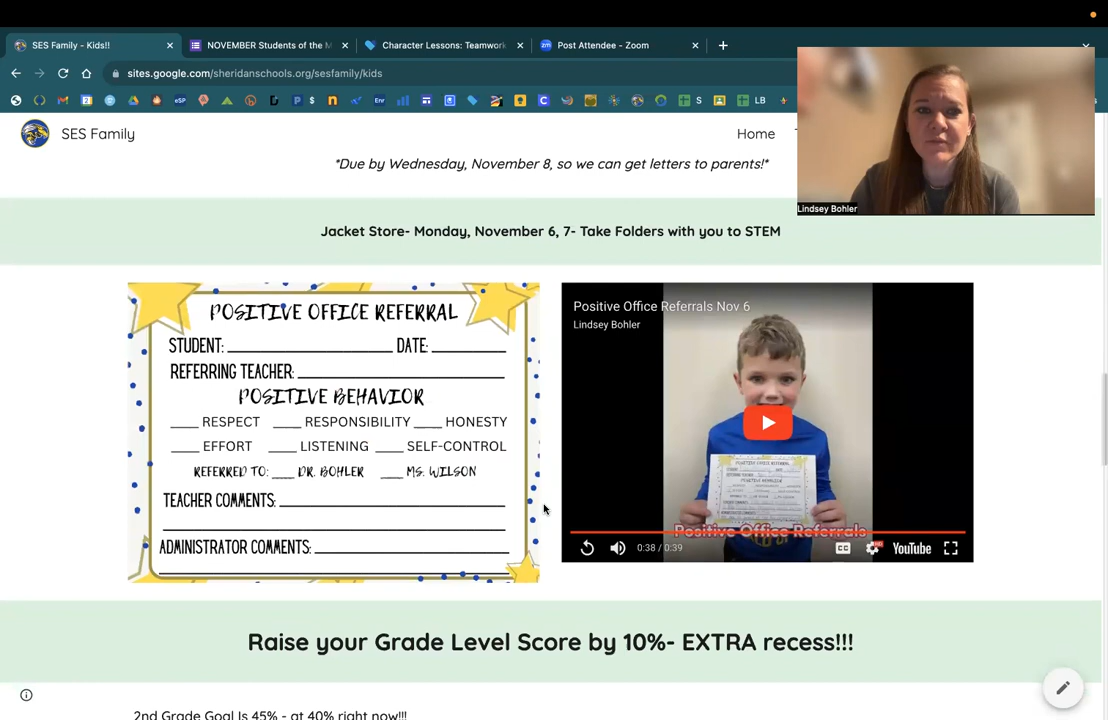 SES Family - Kids!!
NOVEMBER Students of the M
Character Lessons: Teamwork
Post Attendee - Zoom
sites.google.com/sheridanschools.org/sesfamily/kids
LB
SES Family
Home
*Due by Wednesday, November 8, so we can get letters to parents!*
Lindsey Bohler
Jacket Store- Monday, November 6, 7- Take Folders with you to STEM
POSITIVE OFFICE REFERRAL
STUDENT: DATE:
REFERRING TEACHER:
POSITIVE BEHAVIOR
RESPECT RESPONSIBILITY HONESTY
EFFORT LISTENING SELF-CONTROL
REFERRED TO: DR. BOHLER MS. WILSON
TEACHER COMMENTS:
ADMINISTRATOR COMMENTS:
Positive Office Referrals Nov 6
Lindsey Bohler
POSITIVE OFFICE REFERRAL
Positive Office Referrals
0:38 / 0:39
CC
YouTube
Raise your Grade Level Score by 10%- EXTRA recess!!!
2nd Grade Goal Is 45% - at 40% right now!!!